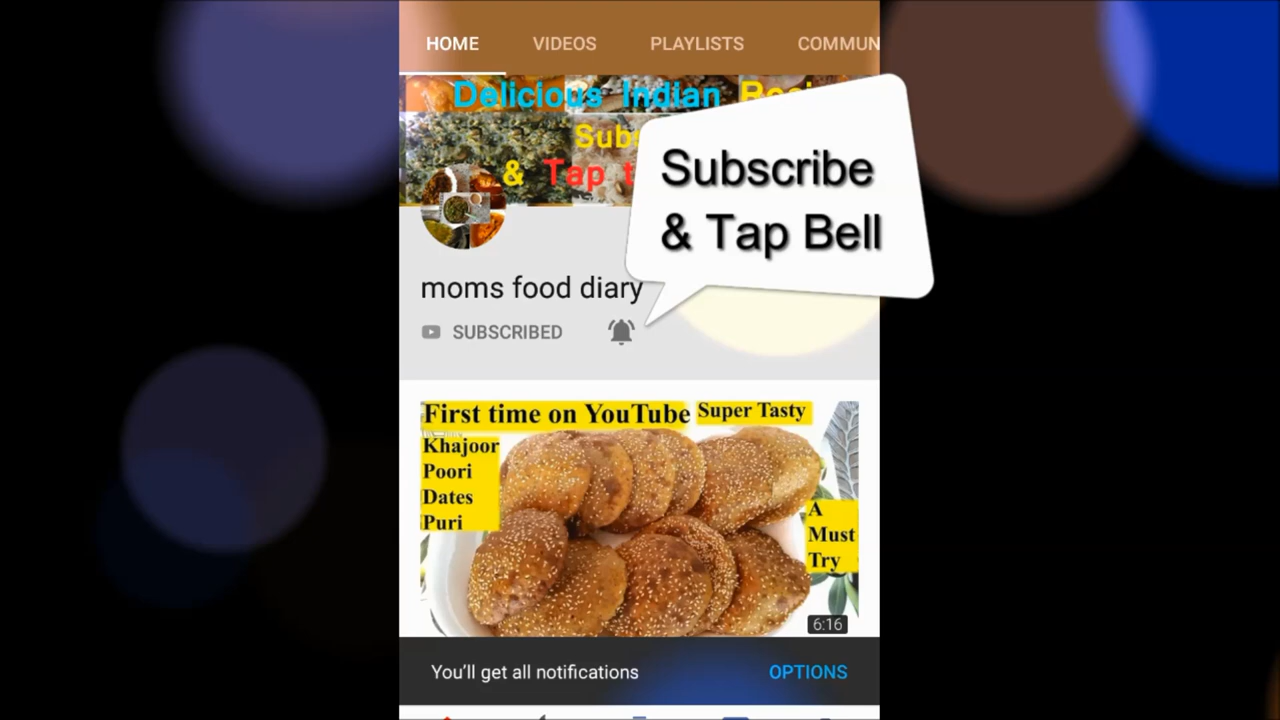 HOME VIDEOS PLAYLISTS COMMUN
Delicious Indian
& Tap
Subscribe
& Tap Bell
moms food diary
SUBSCRIBED
First time on YouTube Super Tasty
Khajoor
Poori
Dates
Puri
A
Must
Try
6:16
You'll get all notifications OPTIONS